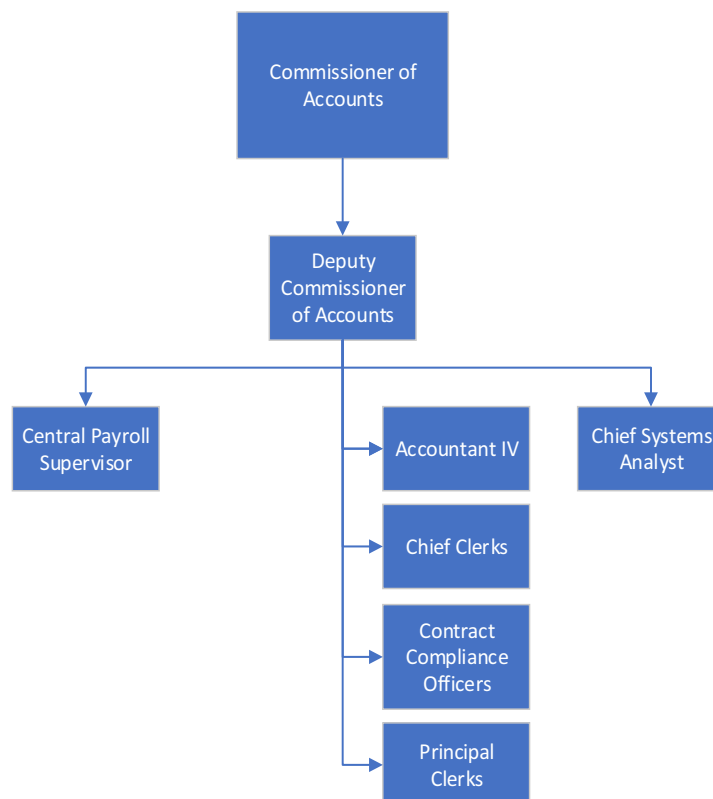 Commissioner of
Accounts
Deputy
Commissioner
of Accounts
Central Payroll
Supervisor
Accountant IV
Chief Systems
Analyst
Chief Clerks
Contract
Compliance
Officers
Principal
Clerks